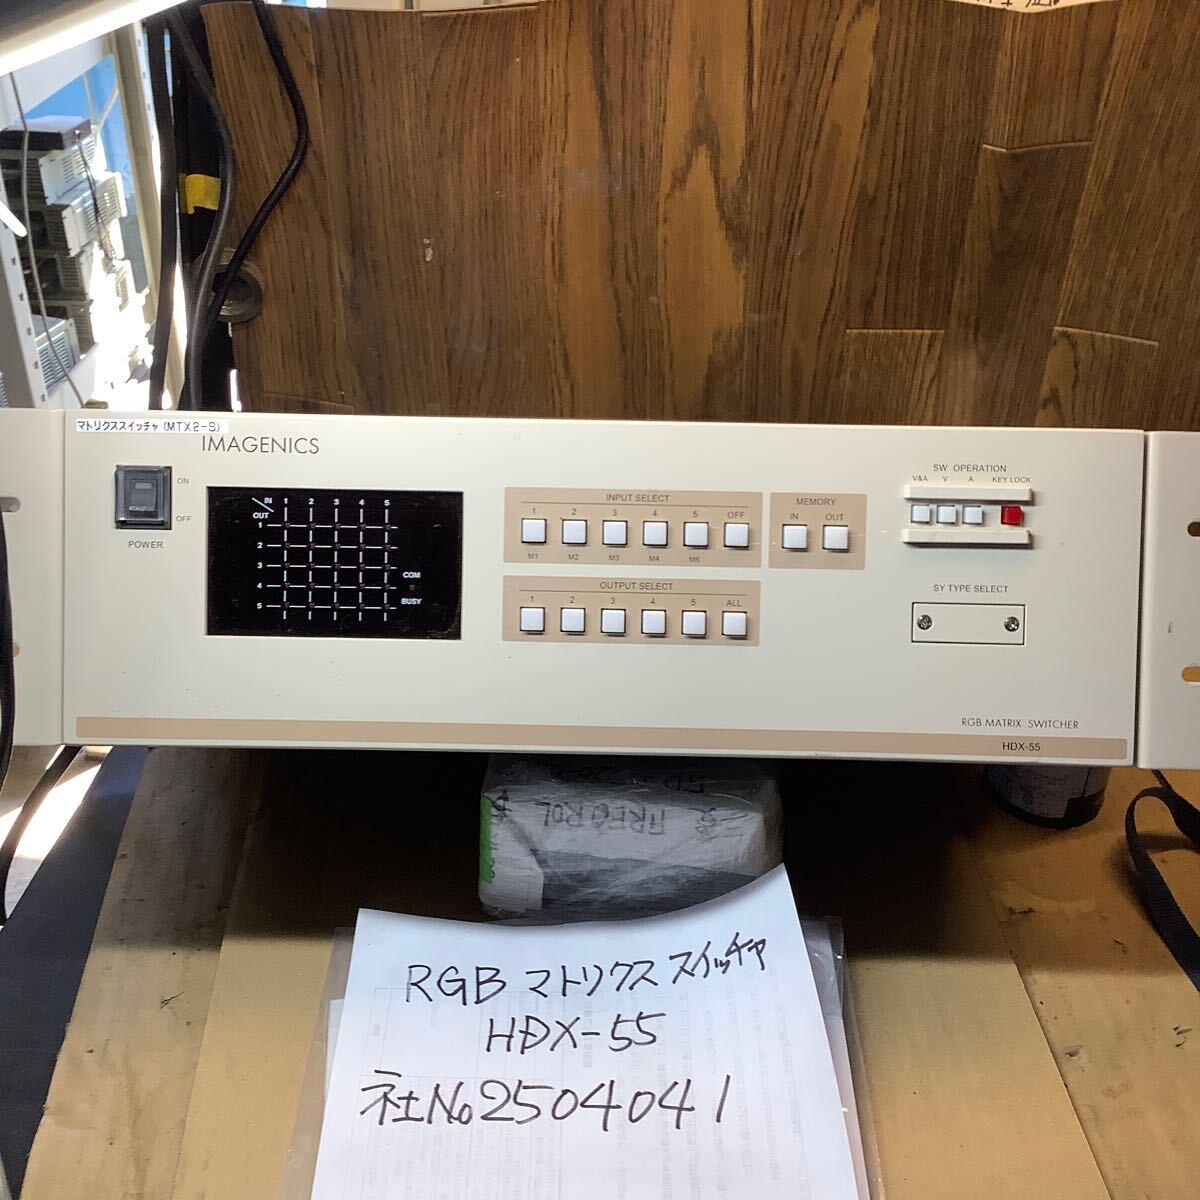 マトリクススイッチャ (MTX2-S)
IMAGENICS
ON
OFF
POWER
IN 1 2 3 4 5
OUT
1
2
3
4
5
COM
BUSY
INPUT SELECT
1 2 3 4 5 OFF
M1 M2 M3 M4 M5
OUTPUT SELECT
1 2 3 4 5 ALL
MEMORY
IN OUT
SW OPERATION
V&A V A KEY LOCK
SY TYPE SELECT
RGB MATRIX SWITCHER
HDX-55
AREQROL
RGB マトリクス スイッチャ
HDX-55
社No2504041